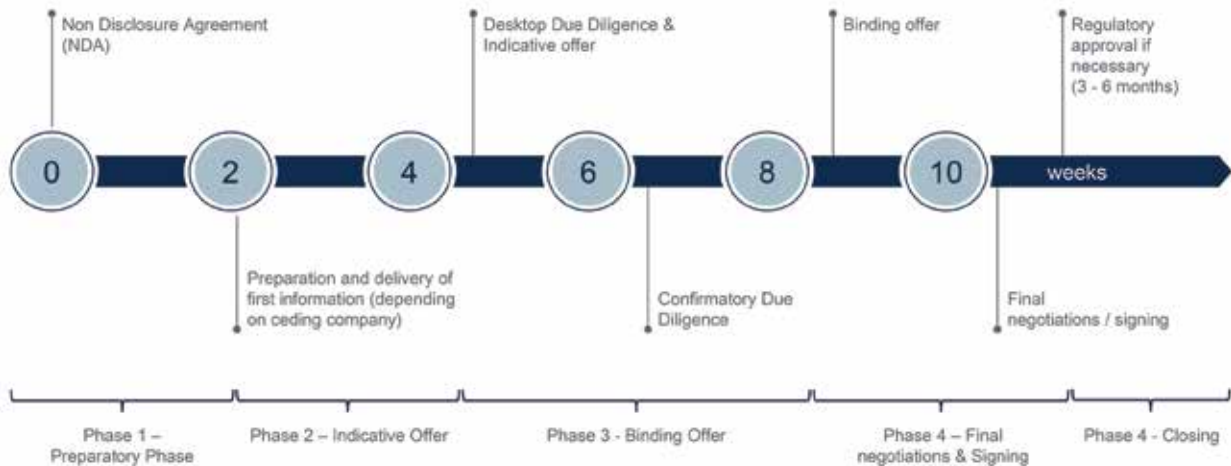 Non Disclosure Agreement
(NDA)
Desktop Due Diligence &
Indicative offer
Binding offer
Regulatory
approval if
necessary
(3 - 6 months)
0
2
4
6
8
10
weeks
Preparation and delivery of
first information (depending
on ceding company)
Confirmatory Due
Diligence
Final
negotiations / signing
Phase 1 –
Preparatory Phase
Phase 2 – Indicative Offer
Phase 3 - Binding Offer
Phase 4 – Final
negotiations & Signing
Phase 4 - Closing